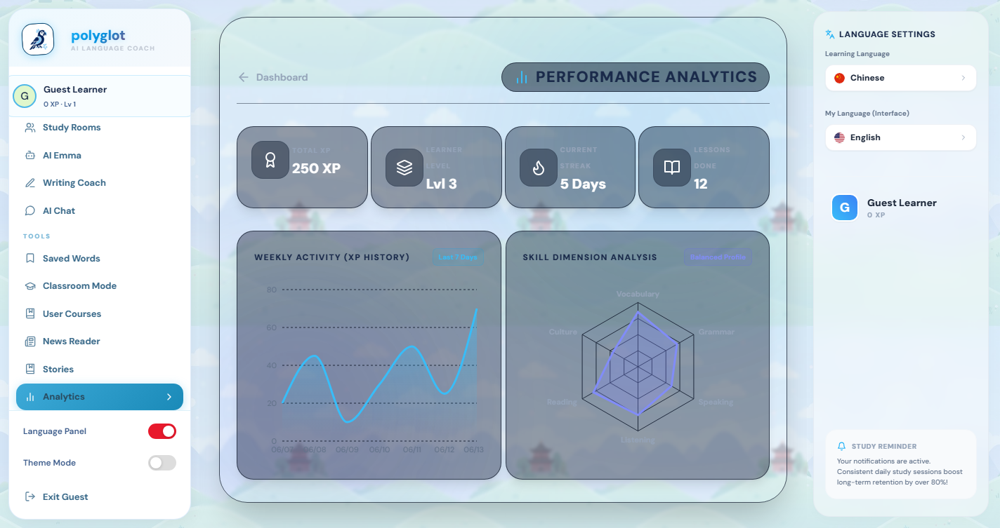 polyglot
AI LANGUAGE COACH
G
Guest Learner
0 XP · Lv 1
Study Rooms
AI Emma
Writing Coach
AI Chat
TOOLS
Saved Words
Classroom Mode
User Courses
News Reader
Stories
Analytics
Language Panel
Theme Mode
Exit Guest
Dashboard
PERFORMANCE ANALYTICS
TOTAL XP
250 XP
LEARNER
LEVEL
Lvl 3
CURRENT
STREAK
5 Days
LESSONS
DONE
12
WEEKLY ACTIVITY (XP HISTORY)
Last 7 Days
80
60
40
20
0
06/07 06/08 06/09 06/10 06/11 06/12 06/13
SKILL DIMENSION ANALYSIS
Balanced Profile
Vocabulary
Culture
Grammar
Reading
Speaking
Listening
LANGUAGE SETTINGS
Learning Language
Chinese
My Language (Interface)
English
G
Guest Learner
0 XP
STUDY REMINDER
Your notifications are active.
Consistent daily study sessions boost
long-term retention by over 80%!